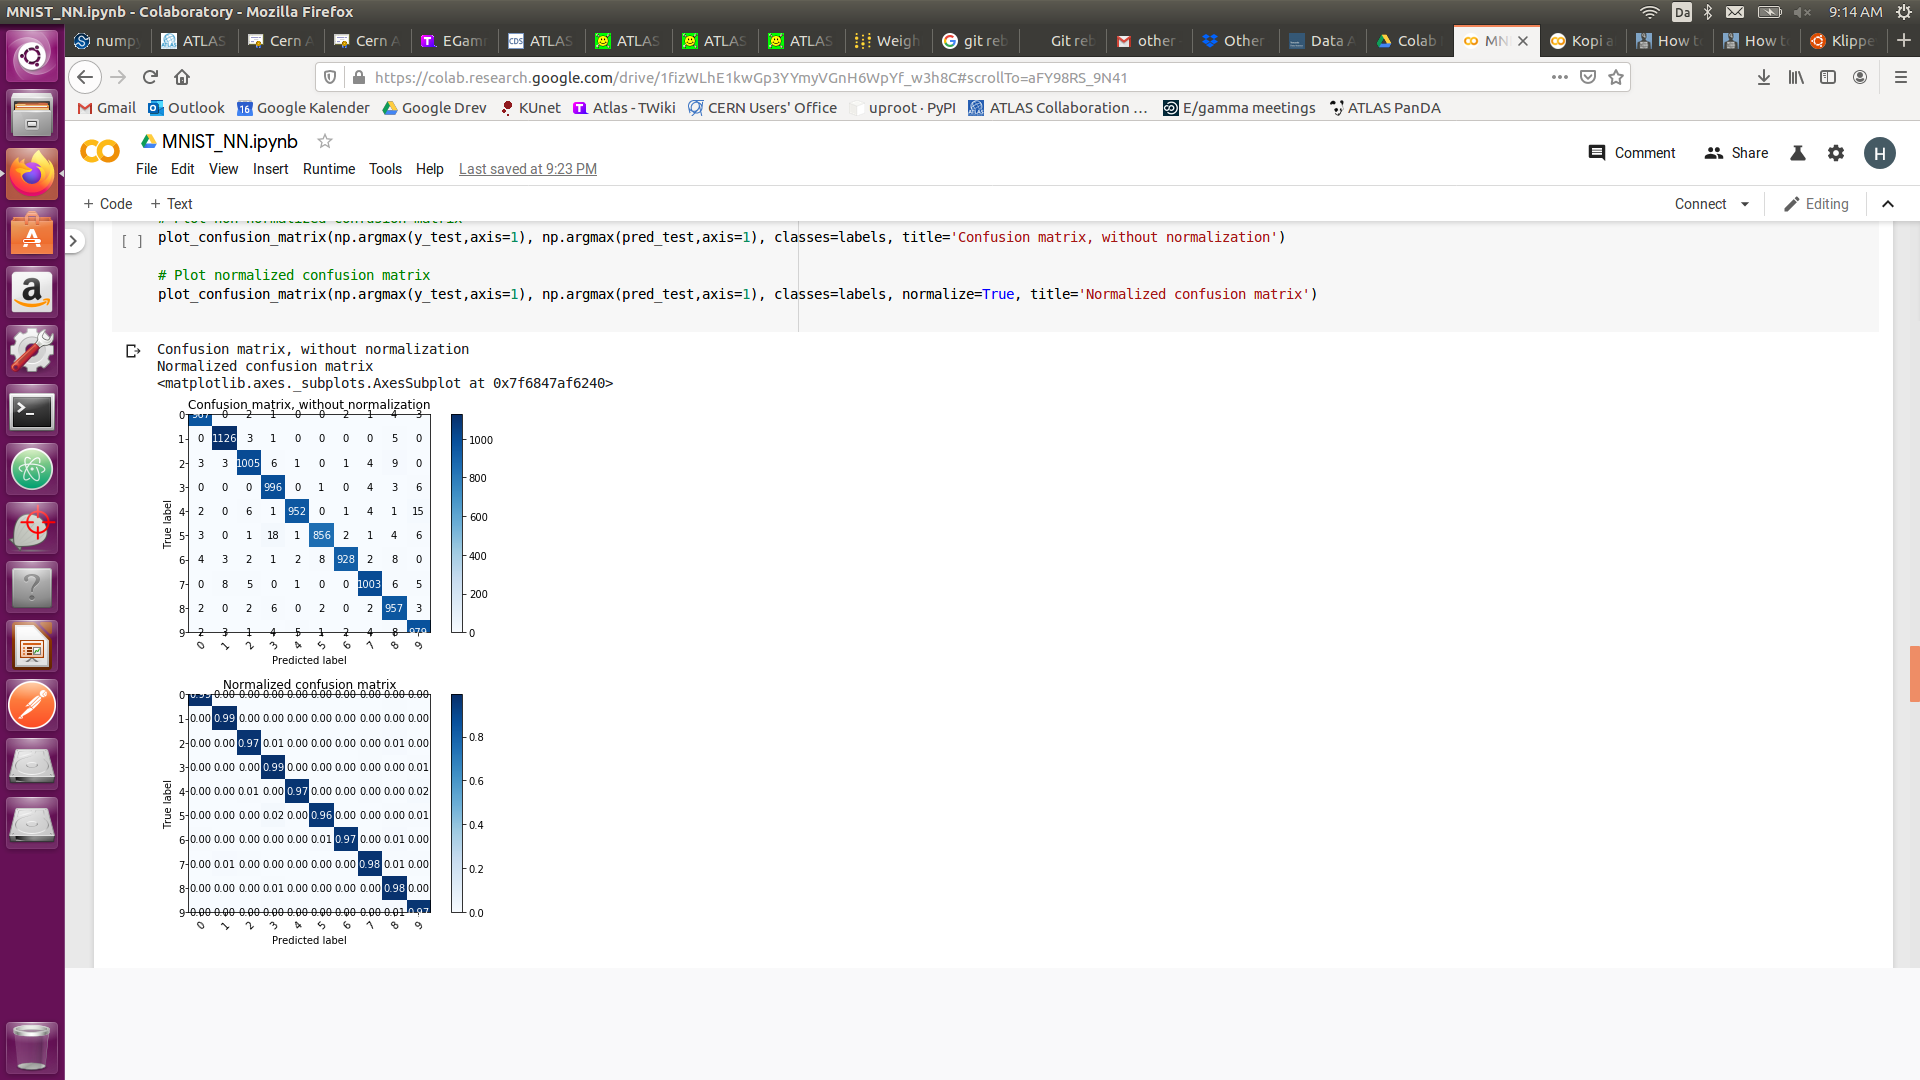 MNIST_NN.ipynb - Colaboratory - Mozilla Firefox
Da
9:14 AM
nump
ATLAS
Cern A
Cern A
EGam
ATLAS
ATLAS
ATLAS
ATLAS
Weigh
git reb
Git reb
other
Other
Data A
Colab
MN
Kopi a
How t
How t
Klippe
https://colab.research.google.com/drive/1fizWLhE1kwGp3YYmyVGnH6WpYf_w3h8C#scrollTo=aFY98RS_9N41
Gmail
Outlook
16 Google Kalender
Google Drev
KUnet
Atlas - TWiki
CERN Users' Office
uproot · PyPI
ATLAS Collaboration …
E/gamma meetings
ATLAS PanDA
MNIST_NN.ipynb
File Edit View Insert Runtime Tools Help Last saved at 9:23 PM
Comment
Share
H
+ Code + Text
Connect
Editing
# Plot non-normalized confusion matrix
[ ] plot_confusion_matrix(np.argmax(y_test,axis=1), np.argmax(pred_test,axis=1), classes=labels, title='Confusion matrix, without normalization')
# Plot normalized confusion matrix
plot_confusion_matrix(np.argmax(y_test,axis=1), np.argmax(pred_test,axis=1), classes=labels, normalize=True, title='Normalized confusion matrix')
Confusion matrix, without normalization
Normalized confusion matrix
<matplotlib.axes._subplots.AxesSubplot at 0x7f6847af6240>
Confusion matrix, without normalization
0 0 2 1 0 0 2 1 4 3
1 0 1126 3 1 0 0 0 0 5 0
2 3 3 1005 6 1 0 1 4 9 0
3 0 0 0 996 0 1 0 4 3 6
4 2 0 6 1 952 0 1 4 1 15
5 3 0 1 18 1 856 2 1 4 6
6 4 3 2 1 2 8 928 2 8 0
7 0 8 5 0 1 0 0 1003 6 5
8 2 0 2 6 0 2 0 2 957 3
9 2 3 1 4 5 1 2 4 8 979
0 1 2 3 4 5 6 7 8 9
True label
Predicted label
1000
800
600
400
200
0
Normalized confusion matrix
0 0.99 0.00 0.00 0.00 0.00 0.00 0.00 0.00 0.00 0.00
1 0.00 0.99 0.00 0.00 0.00 0.00 0.00 0.00 0.00 0.00
2 0.00 0.00 0.97 0.01 0.00 0.00 0.00 0.00 0.01 0.00
3 0.00 0.00 0.00 0.99 0.00 0.00 0.00 0.00 0.00 0.01
4 0.00 0.00 0.01 0.00 0.97 0.00 0.00 0.00 0.00 0.02
5 0.00 0.00 0.00 0.02 0.00 0.96 0.00 0.00 0.00 0.01
6 0.00 0.00 0.00 0.00 0.00 0.01 0.97 0.00 0.01 0.00
7 0.00 0.01 0.00 0.00 0.00 0.00 0.00 0.98 0.01 0.00
8 0.00 0.00 0.00 0.01 0.00 0.00 0.00 0.00 0.98 0.00
9 0.00 0.00 0.00 0.00 0.00 0.00 0.00 0.00 0.01 0.97
0 1 2 3 4 5 6 7 8 9
True label
Predicted label
0.8
0.6
0.4
0.2
0.0